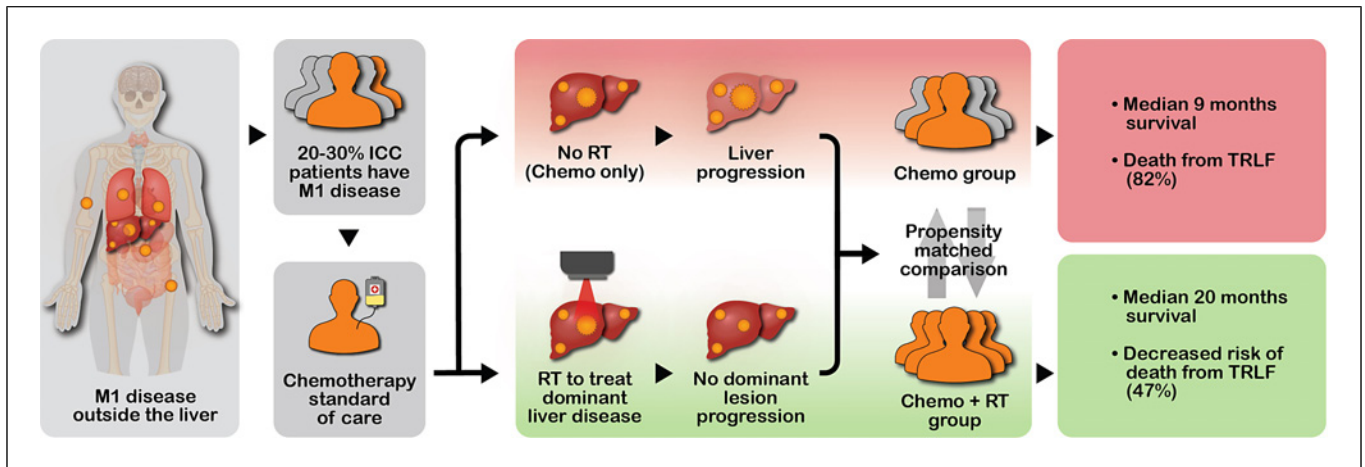 M1 disease
outside the liver
20-30% ICC
patients have
M1 disease
Chemotherapy
standard
of care
No RT
(Chemo only)
Liver
progression
RT to treat
dominant
liver disease
No dominant
lesion
progression
Chemo group
Propensity
matched
comparison
Chemo + RT
group
• Median 9 months
survival
• Death from TRLF
(82%)
• Median 20 months
survival
• Decreased risk of
death from TRLF
(47%)